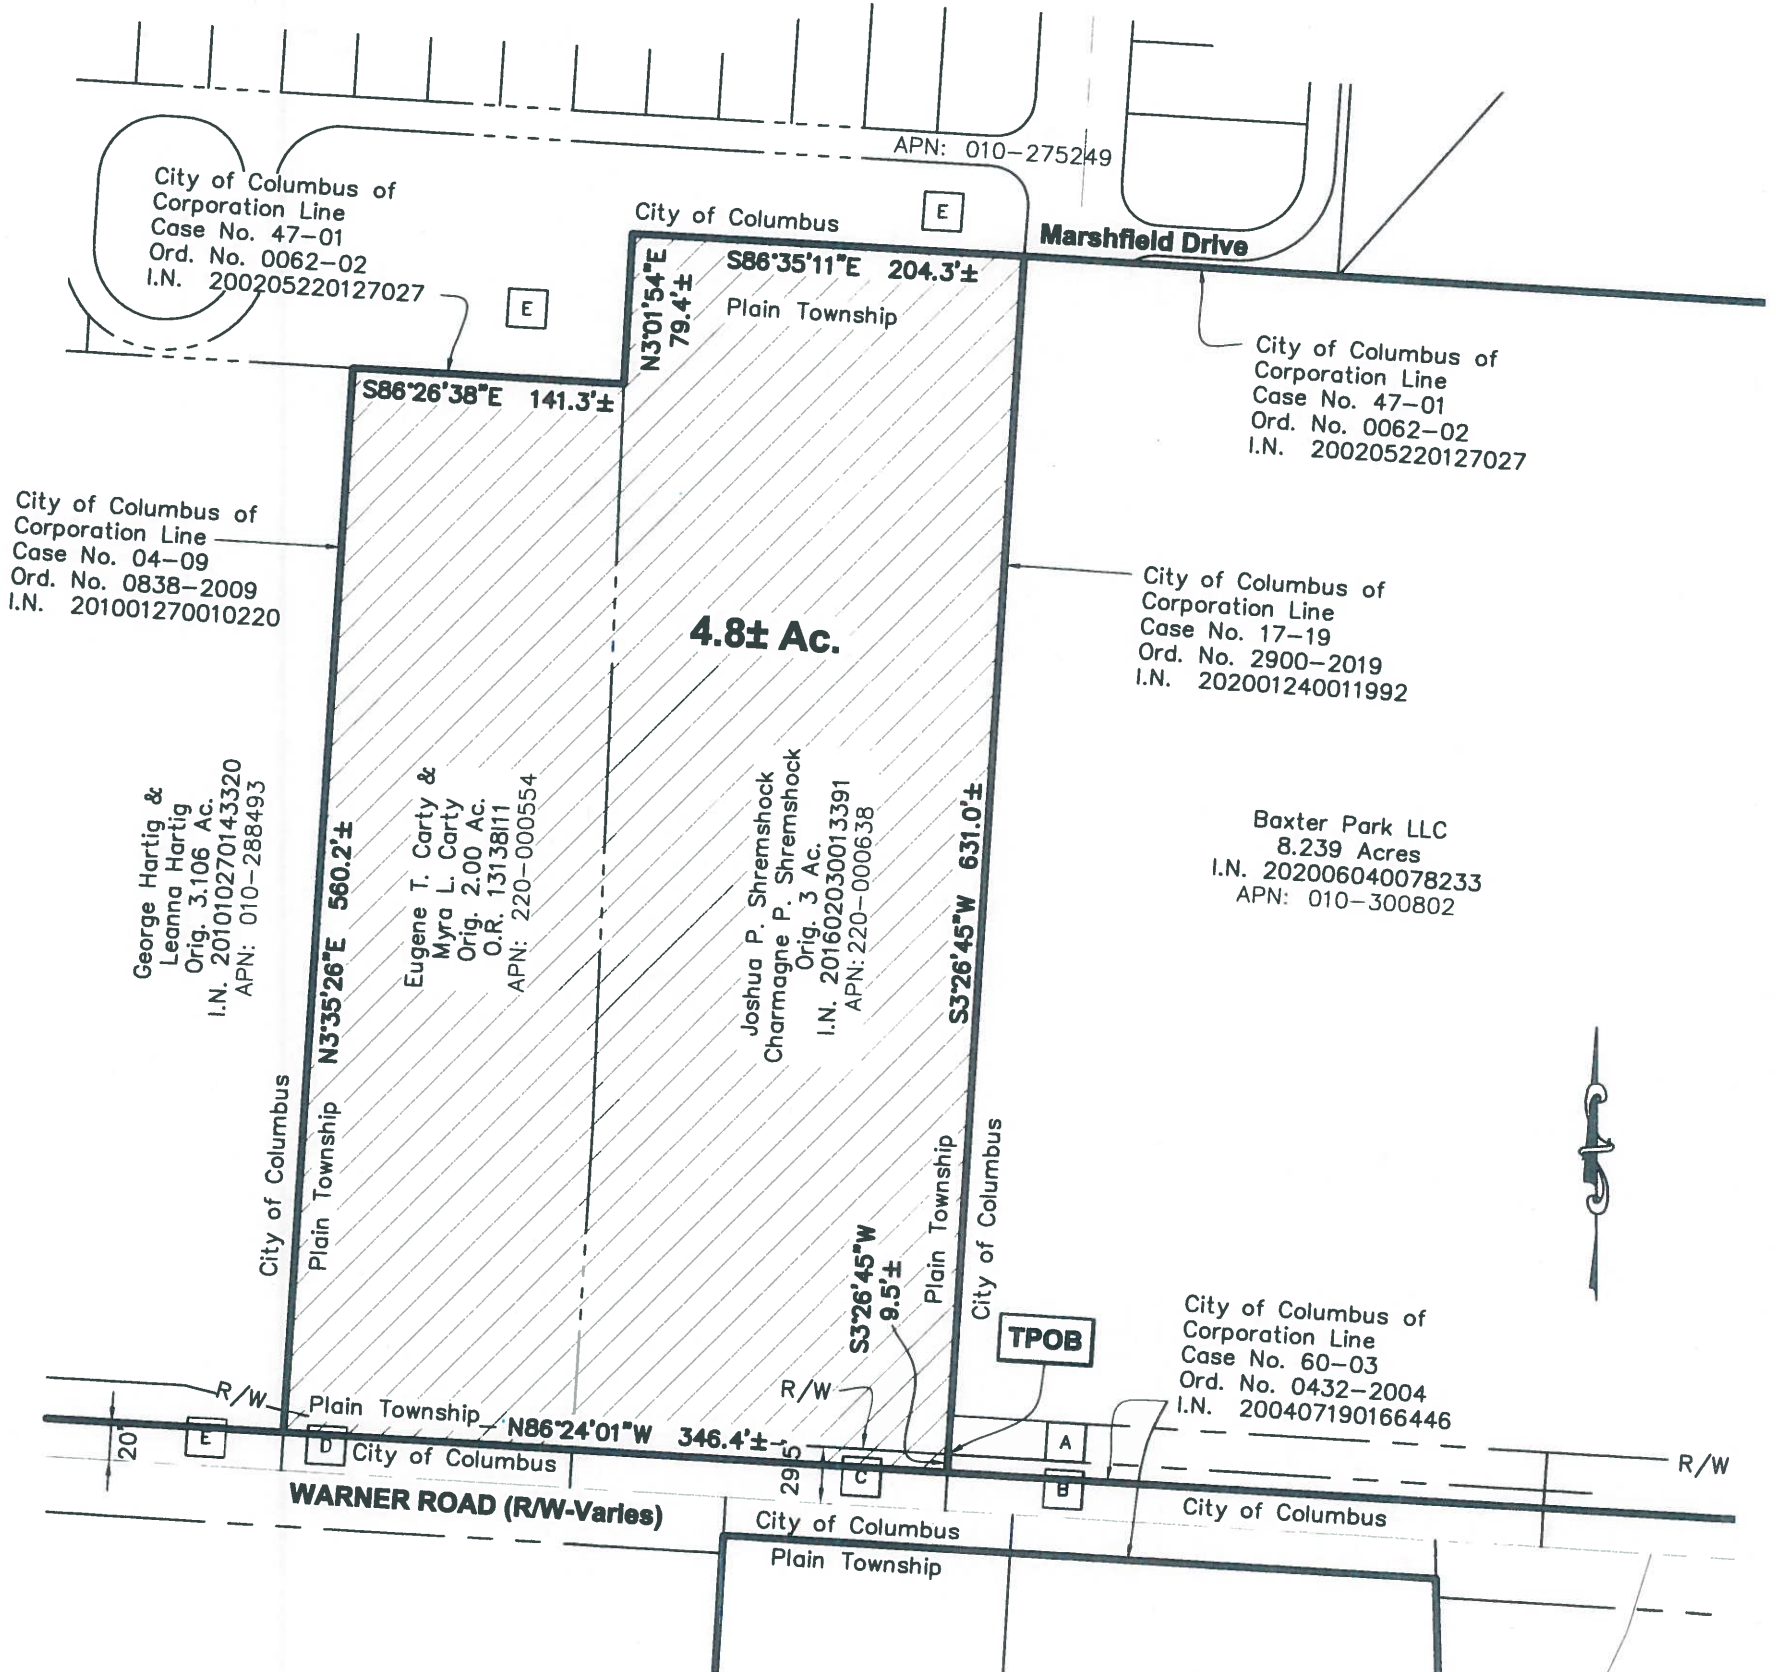 APN: 010-275249
City of Columbus of
Corporation Line
Case No. 47-01
Ord. No. 0062-02
I.N. 200205220127027
E
City of Columbus
E
Marshfield Drive
S86°35'11"E 204.3'±
N3°01'54"E
79.4'±
Plain Township
S86°26'38"E 141.3'±
City of Columbus of
Corporation Line
Case No. 47-01
Ord. No. 0062-02
I.N. 200205220127027
City of Columbus of
Corporation Line
Case No. 04-09
Ord. No. 0838-2009
I.N. 201001270010220
4.8± Ac.
City of Columbus of
Corporation Line
Case No. 17-19
Ord. No. 2900-2019
I.N. 202001240011992
George Hartig &
Leanna Hartig
Orig. 3.106 Ac.
I.N. 201010270143320
APN: 010-288493
N3°35'26"E 560.2'±
Eugene T. Carty &
Myra L. Carty
Orig. 2.00 Ac.
O.R. 13138I11
APN: 220-000554
Joshua P. Shremshock
Charmagne P. Shremshock
Orig. 3 Ac.
I.N. 201602030013391
APN: 220-000638
S3°26'45"W 631.0'±
Baxter Park LLC
8.239 Acres
I.N. 202006040078233
APN: 010-300802
City of Columbus
Plain Township
Plain Township
City of Columbus
S3°26'45"W
9.5'±
TPOB
City of Columbus of
Corporation Line
Case No. 60-03
Ord. No. 0432-2004
I.N. 200407190166446
R/W
Plain Township
N86°24'01"W 346.4'±
R/W
20'
E
D
City of Columbus
29.5
C
A
B
R/W
WARNER ROAD (R/W-Varies)
City of Columbus
City of Columbus
Plain Township